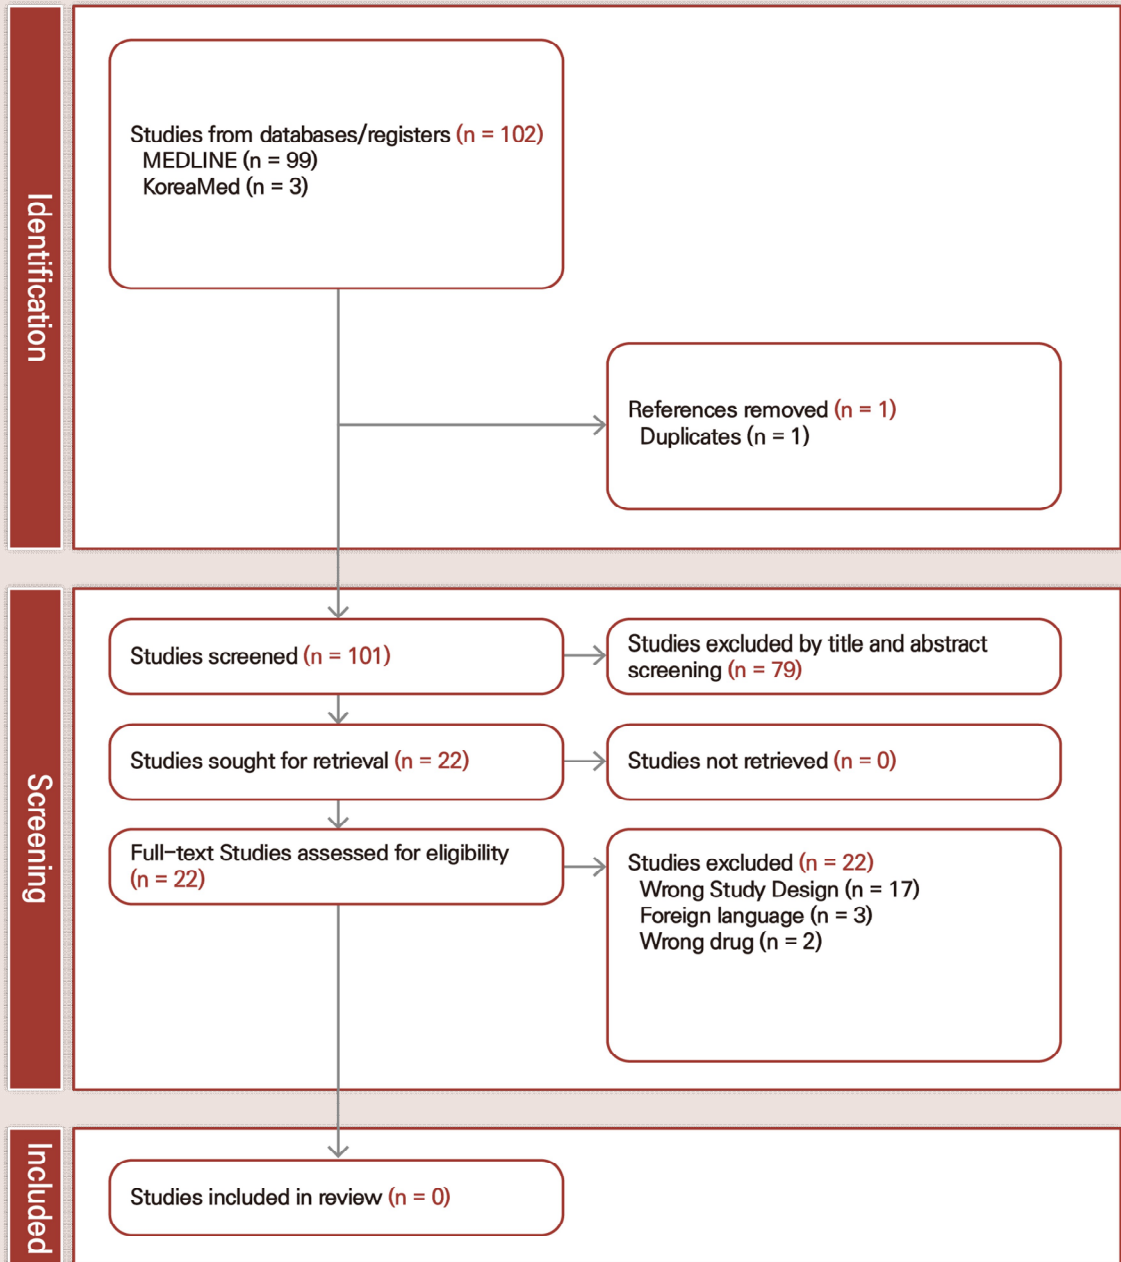 Identification
Studies from databases/registers (n = 102)
MEDLINE (n = 99)
KoreaMed (n = 3)
References removed (n = 1)
Duplicates (n = 1)
Screening
Studies screened (n = 101)
Studies excluded by title and abstract
screening (n = 79)
Studies sought for retrieval (n = 22)
Studies not retrieved (n = 0)
Full-text Studies assessed for eligibility
(n = 22)
Studies excluded (n = 22)
Wrong Study Design (n = 17)
Foreign language (n = 3)
Wrong drug (n = 2)
Included
Studies included in review (n = 0)